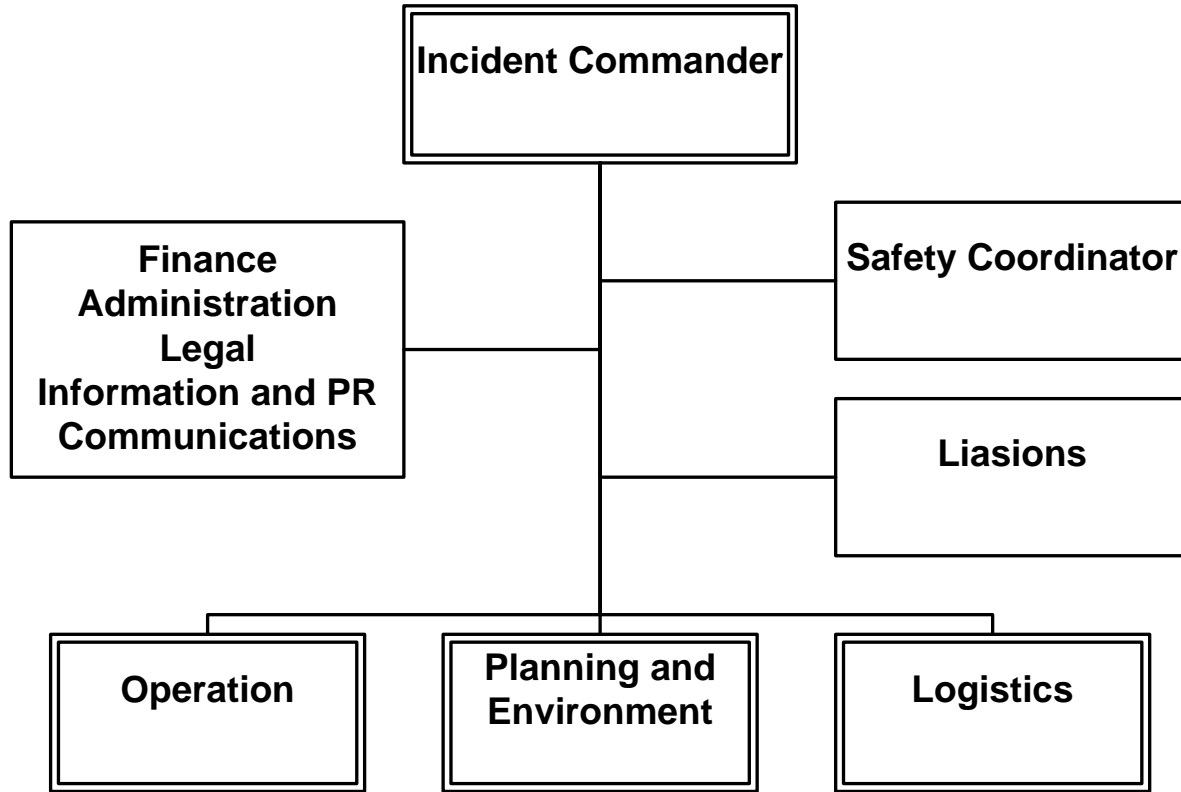 Incident Commander
Finance
Administration
Legal
Information and PR
Communications
Safety Coordinator
Liasions
Operation
Planning and
Environment
Logistics